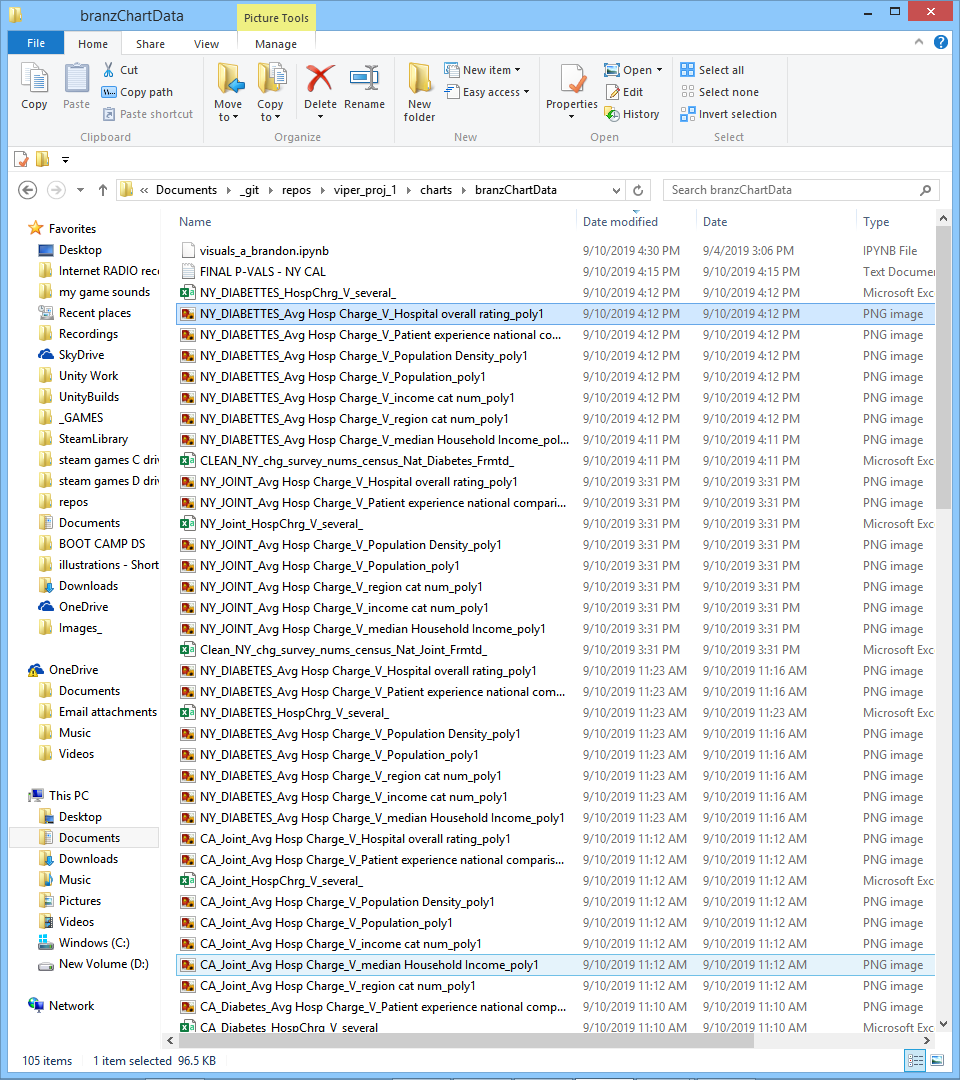 branzChartData
Picture Tools
File Home Share View Manage
Copy
Paste
Cut
Copy path
Paste shortcut
Clipboard
Move to
Copy to
Delete
Rename
Organize
New folder
New item
Easy access
New
Properties
Open
Edit
History
Open
Select all
Select none
Invert selection
Select
« Documents _git repos viper_proj_1 charts branzChartData
Search branzChartData
Favorites
Desktop
Internet RADIO rec
my game sounds
Recent places
Recordings
SkyDrive
Unity Work
UnityBuilds
_GAMES
SteamLibrary
steam games C dri
steam games D dri
repos
Documents
BOOT CAMP DS
illustrations - Short
Downloads
OneDrive
Images_
OneDrive
Documents
Email attachments
Music
Videos
This PC
Desktop
Documents
Downloads
Music
Pictures
Videos
Windows (C:)
New Volume (D:)
Network
Name Date modified Date Type
visuals_a_brandon.ipynb 9/10/2019 4:30 PM 9/4/2019 3:06 PM IPYNB File
FINAL P-VALS - NY CAL 9/10/2019 4:15 PM 9/10/2019 4:15 PM Text Docume
NY_DIABETTES_HospChrg_V_several_ 9/10/2019 4:12 PM 9/10/2019 4:12 PM Microsoft Exc
NY_DIABETTES_Avg Hosp Charge_V_Hospital overall rating_poly1 9/10/2019 4:12 PM 9/10/2019 4:12 PM PNG image
NY_DIABETTES_Avg Hosp Charge_V_Patient experience national co... 9/10/2019 4:12 PM 9/10/2019 4:12 PM PNG image
NY_DIABETTES_Avg Hosp Charge_V_Population Density_poly1 9/10/2019 4:12 PM 9/10/2019 4:12 PM PNG image
NY_DIABETTES_Avg Hosp Charge_V_Population_poly1 9/10/2019 4:12 PM 9/10/2019 4:12 PM PNG image
NY_DIABETTES_Avg Hosp Charge_V_income cat num_poly1 9/10/2019 4:12 PM 9/10/2019 4:12 PM PNG image
NY_DIABETTES_Avg Hosp Charge_V_region cat num_poly1 9/10/2019 4:12 PM 9/10/2019 4:12 PM PNG image
NY_DIABETTES_Avg Hosp Charge_V_median Household Income_pol... 9/10/2019 4:11 PM 9/10/2019 4:11 PM PNG image
CLEAN_NY_chg_survey_nums_census_Nat_Diabetes_Frmtd_ 9/10/2019 4:11 PM 9/10/2019 4:11 PM Microsoft Exc
NY_JOINT_Avg Hosp Charge_V_Hospital overall rating_poly1 9/10/2019 3:31 PM 9/10/2019 3:31 PM PNG image
NY_JOINT_Avg Hosp Charge_V_Patient experience national compari... 9/10/2019 3:31 PM 9/10/2019 3:31 PM PNG image
NY_Joint_HospChrg_V_several_ 9/10/2019 3:31 PM 9/10/2019 3:31 PM Microsoft Exc
NY_JOINT_Avg Hosp Charge_V_Population Density_poly1 9/10/2019 3:31 PM 9/10/2019 3:31 PM PNG image
NY_JOINT_Avg Hosp Charge_V_Population_poly1 9/10/2019 3:31 PM 9/10/2019 3:31 PM PNG image
NY_JOINT_Avg Hosp Charge_V_region cat num_poly1 9/10/2019 3:31 PM 9/10/2019 3:31 PM PNG image
NY_JOINT_Avg Hosp Charge_V_income cat num_poly1 9/10/2019 3:31 PM 9/10/2019 3:31 PM PNG image
NY_JOINT_Avg Hosp Charge_V_median Household Income_poly1 9/10/2019 3:31 PM 9/10/2019 3:31 PM PNG image
Clean_NY_chg_survey_nums_census_Nat_Joint_Frmtd_ 9/10/2019 3:31 PM 9/10/2019 3:31 PM Microsoft Exc
NY_DIABETES_Avg Hosp Charge_V_Hospital overall rating_poly1 9/10/2019 11:23 AM 9/10/2019 11:16 AM PNG image
NY_DIABETES_Avg Hosp Charge_V_Patient experience national com... 9/10/2019 11:23 AM 9/10/2019 11:16 AM PNG image
NY_DIABETES_HospChrg_V_several_ 9/10/2019 11:23 AM 9/10/2019 11:23 AM Microsoft Exc
NY_DIABETES_Avg Hosp Charge_V_Population Density_poly1 9/10/2019 11:23 AM 9/10/2019 11:16 AM PNG image
NY_DIABETES_Avg Hosp Charge_V_Population_poly1 9/10/2019 11:23 AM 9/10/2019 11:16 AM PNG image
NY_DIABETES_Avg Hosp Charge_V_region cat num_poly1 9/10/2019 11:23 AM 9/10/2019 11:16 AM PNG image
NY_DIABETES_Avg Hosp Charge_V_income cat num_poly1 9/10/2019 11:23 AM 9/10/2019 11:16 AM PNG image
NY_DIABETES_Avg Hosp Charge_V_median Household Income_poly1 9/10/2019 11:23 AM 9/10/2019 11:16 AM PNG image
CA_Joint_Avg Hosp Charge_V_Hospital overall rating_poly1 9/10/2019 11:12 AM 9/10/2019 11:12 AM PNG image
CA_Joint_Avg Hosp Charge_V_Patient experience national comparis... 9/10/2019 11:12 AM 9/10/2019 11:12 AM PNG image
CA_Joint_HospChrg_V_several_ 9/10/2019 11:12 AM 9/10/2019 11:12 AM Microsoft Exc
CA_Joint_Avg Hosp Charge_V_Population Density_poly1 9/10/2019 11:12 AM 9/10/2019 11:12 AM PNG image
CA_Joint_Avg Hosp Charge_V_Population_poly1 9/10/2019 11:12 AM 9/10/2019 11:12 AM PNG image
CA_Joint_Avg Hosp Charge_V_income cat num_poly1 9/10/2019 11:12 AM 9/10/2019 11:12 AM PNG image
CA_Joint_Avg Hosp Charge_V_median Household Income_poly1 9/10/2019 11:12 AM 9/10/2019 11:12 AM PNG image
CA_Joint_Avg Hosp Charge_V_region cat num_poly1 9/10/2019 11:12 AM 9/10/2019 11:12 AM PNG image
CA_Diabetes_Avg Hosp Charge_V_Patient experience national comp... 9/10/2019 11:10 AM 9/10/2019 11:10 AM PNG image
CA_Diabetes_HospChrg_V_several_ 9/10/2019 11:10 AM 9/10/2019 11:10 AM Microsoft Exc
105 items 1 item selected 96.5 KB